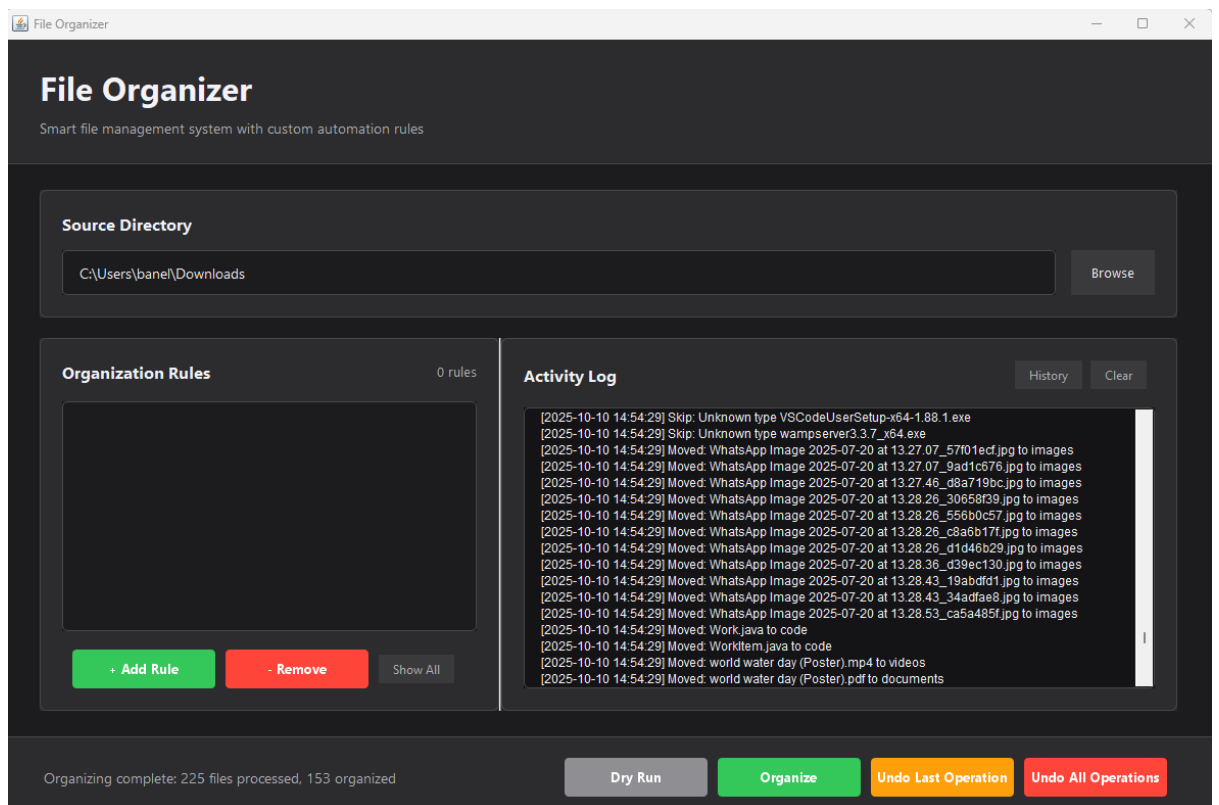 File Organizer
File Organizer
Smart file management system with custom automation rules
Source Directory
C:\Users\banel\Downloads
Browse
Organization Rules
0 rules
+ Add Rule
- Remove
Show All
Activity Log
History
Clear
[2025-10-10 14:54:29] Skip: Unknown type VSCodeUserSetup-x64-1.88.1.exe
[2025-10-10 14:54:29] Skip: Unknown type wampserver3.3.7_x64.exe
[2025-10-10 14:54:29] Moved: WhatsApp Image 2025-07-20 at 13.27.07_57f01ecf.jpg to images
[2025-10-10 14:54:29] Moved: WhatsApp Image 2025-07-20 at 13.27.07_9ad1c676.jpg to images
[2025-10-10 14:54:29] Moved: WhatsApp Image 2025-07-20 at 13.27.46_d8a719bc.jpg to images
[2025-10-10 14:54:29] Moved: WhatsApp Image 2025-07-20 at 13.28.26_30658f39.jpg to images
[2025-10-10 14:54:29] Moved: WhatsApp Image 2025-07-20 at 13.28.26_556b0c57.jpg to images
[2025-10-10 14:54:29] Moved: WhatsApp Image 2025-07-20 at 13.28.26_c8a6b17f.jpg to images
[2025-10-10 14:54:29] Moved: WhatsApp Image 2025-07-20 at 13.28.26_d1d46b29.jpg to images
[2025-10-10 14:54:29] Moved: WhatsApp Image 2025-07-20 at 13.28.36_d39ec130.jpg to images
[2025-10-10 14:54:29] Moved: WhatsApp Image 2025-07-20 at 13.28.43_19abdfd1.jpg to images
[2025-10-10 14:54:29] Moved: WhatsApp Image 2025-07-20 at 13.28.43_34adfae8.jpg to images
[2025-10-10 14:54:29] Moved: WhatsApp Image 2025-07-20 at 13.28.53_ca5a485f.jpg to images
[2025-10-10 14:54:29] Moved: Work.java to code
[2025-10-10 14:54:29] Moved: WorkItem.java to code
[2025-10-10 14:54:29] Moved: world water day (Poster).mp4 to videos
[2025-10-10 14:54:29] Moved: world water day (Poster).pdf to documents
Organizing complete: 225 files processed, 153 organized
Dry Run
Organize
Undo Last Operation
Undo All Operations